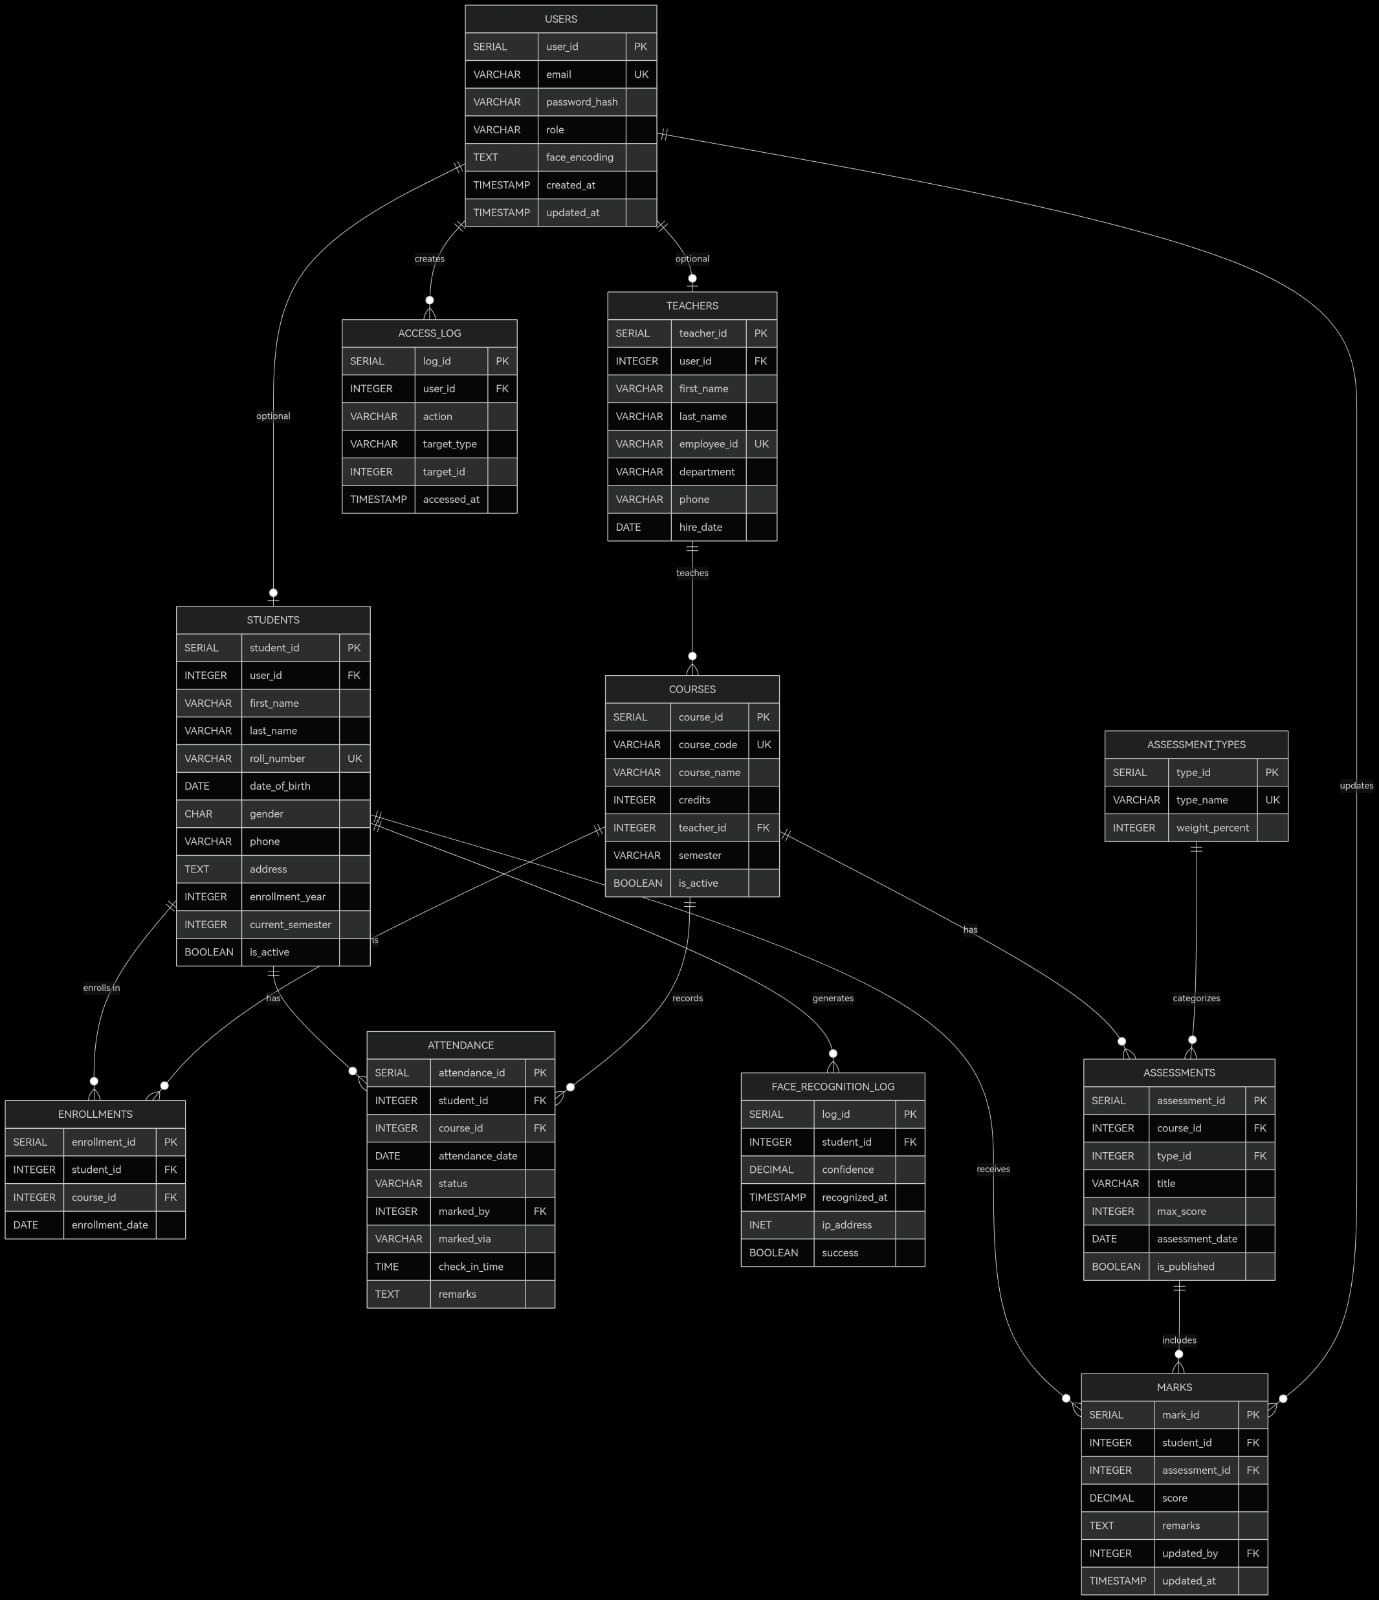 USERS
SERIAL user_id PK
VARCHAR email UK
VARCHAR password_hash
VARCHAR role
TEXT face_encoding
TIMESTAMP created_at
TIMESTAMP updated_at
creates
optional
optional
updates
ACCESS_LOG
SERIAL log_id PK
INTEGER user_id FK
VARCHAR action
VARCHAR target_type
INTEGER target_id
TIMESTAMP accessed_at
TEACHERS
SERIAL teacher_id PK
INTEGER user_id FK
VARCHAR first_name
VARCHAR last_name
VARCHAR employee_id UK
VARCHAR department
VARCHAR phone
DATE hire_date
teaches
STUDENTS
SERIAL student_id PK
INTEGER user_id FK
VARCHAR first_name
VARCHAR last_name
VARCHAR roll_number UK
DATE date_of_birth
CHAR gender
VARCHAR phone
TEXT address
INTEGER enrollment_year
INTEGER current_semester
BOOLEAN is_active
COURSES
SERIAL course_id PK
VARCHAR course_code UK
VARCHAR course_name
INTEGER credits
INTEGER teacher_id FK
VARCHAR semester
BOOLEAN is_active
ASSESSMENT_TYPES
SERIAL type_id PK
VARCHAR type_name UK
INTEGER weight_percent
has
enrolls in
has
records
generates
categorizes
receives
ENROLLMENTS
SERIAL enrollment_id PK
INTEGER student_id FK
INTEGER course_id FK
DATE enrollment_date
ATTENDANCE
SERIAL attendance_id PK
INTEGER student_id FK
INTEGER course_id FK
DATE attendance_date
VARCHAR status
INTEGER marked_by FK
VARCHAR marked_via
TIME check_in_time
TEXT remarks
FACE_RECOGNITION_LOG
SERIAL log_id PK
INTEGER student_id FK
DECIMAL confidence
TIMESTAMP recognized_at
INET ip_address
BOOLEAN success
ASSESSMENTS
SERIAL assessment_id PK
INTEGER course_id FK
INTEGER type_id FK
VARCHAR title
INTEGER max_score
DATE assessment_date
BOOLEAN is_published
includes
MARKS
SERIAL mark_id PK
INTEGER student_id FK
INTEGER assessment_id FK
DECIMAL score
TEXT remarks
INTEGER updated_by FK
TIMESTAMP updated_at